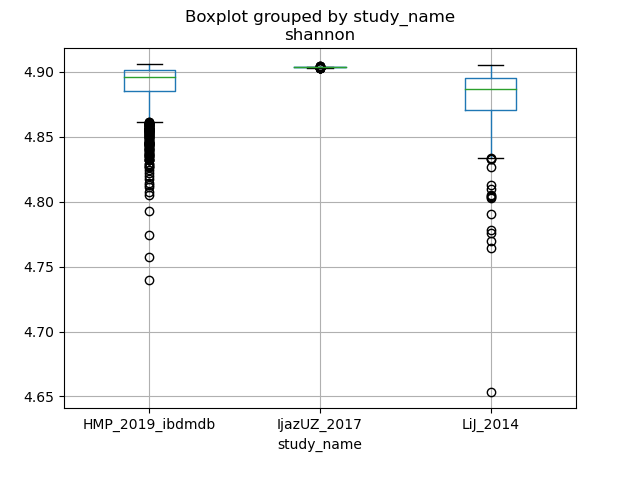 Boxplot grouped by study_name
shannon
4.90
4.85
4.80
4.75
4.70
4.65
HMP_2019_ibdmdb IjazUZ_2017 LiJ_2014
study_name